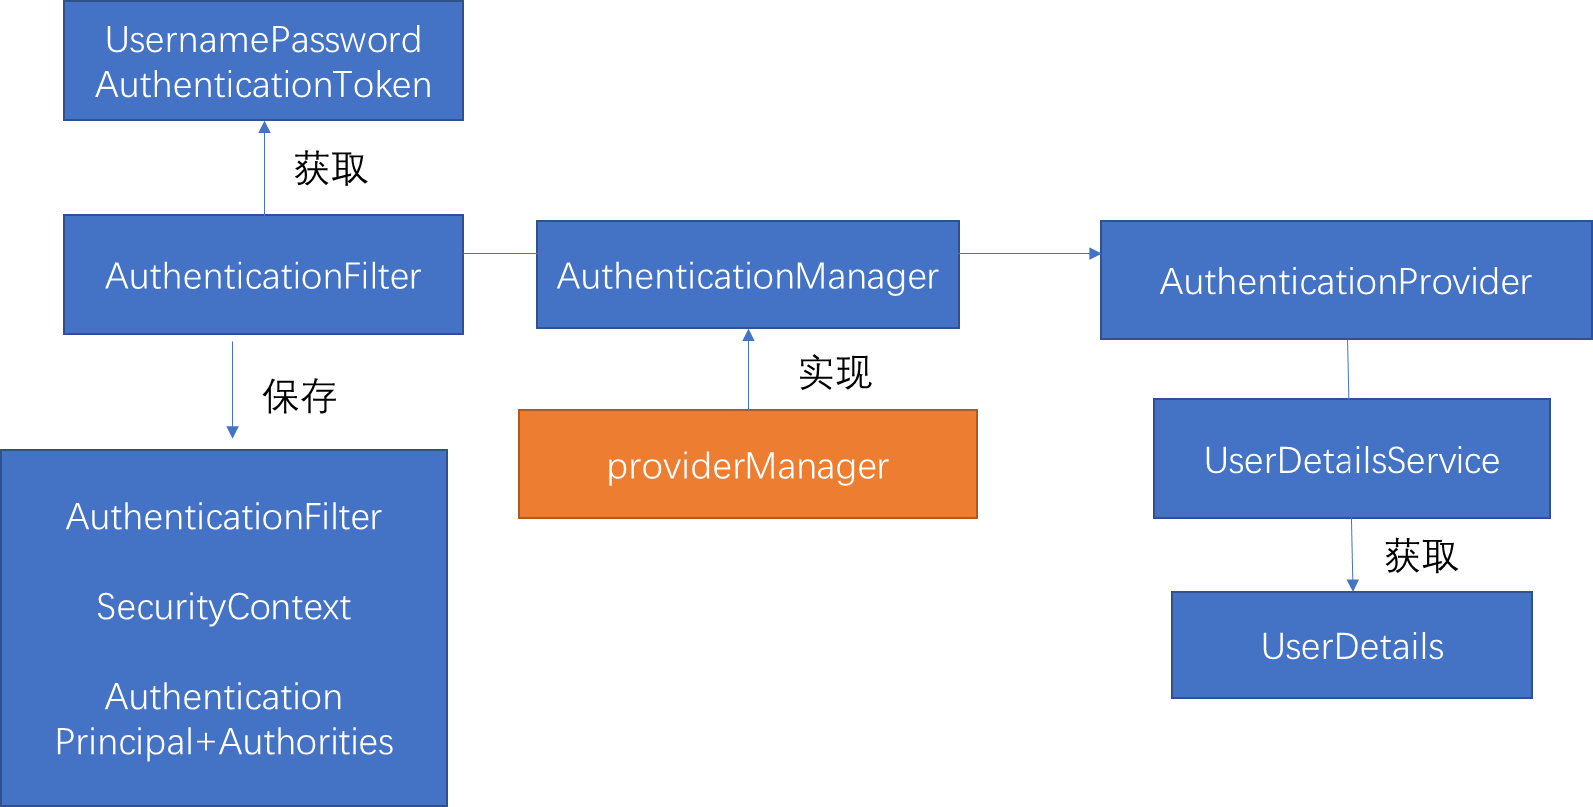 UsernamePassword
AuthenticationToken
获取
AuthenticationFilter
AuthenticationManager
AuthenticationProvider
保存
实现
AuthenticationFilter
SecurityContext
Authentication
Principal+Authorities
providerManager
UserDetailsService
获取
UserDetails